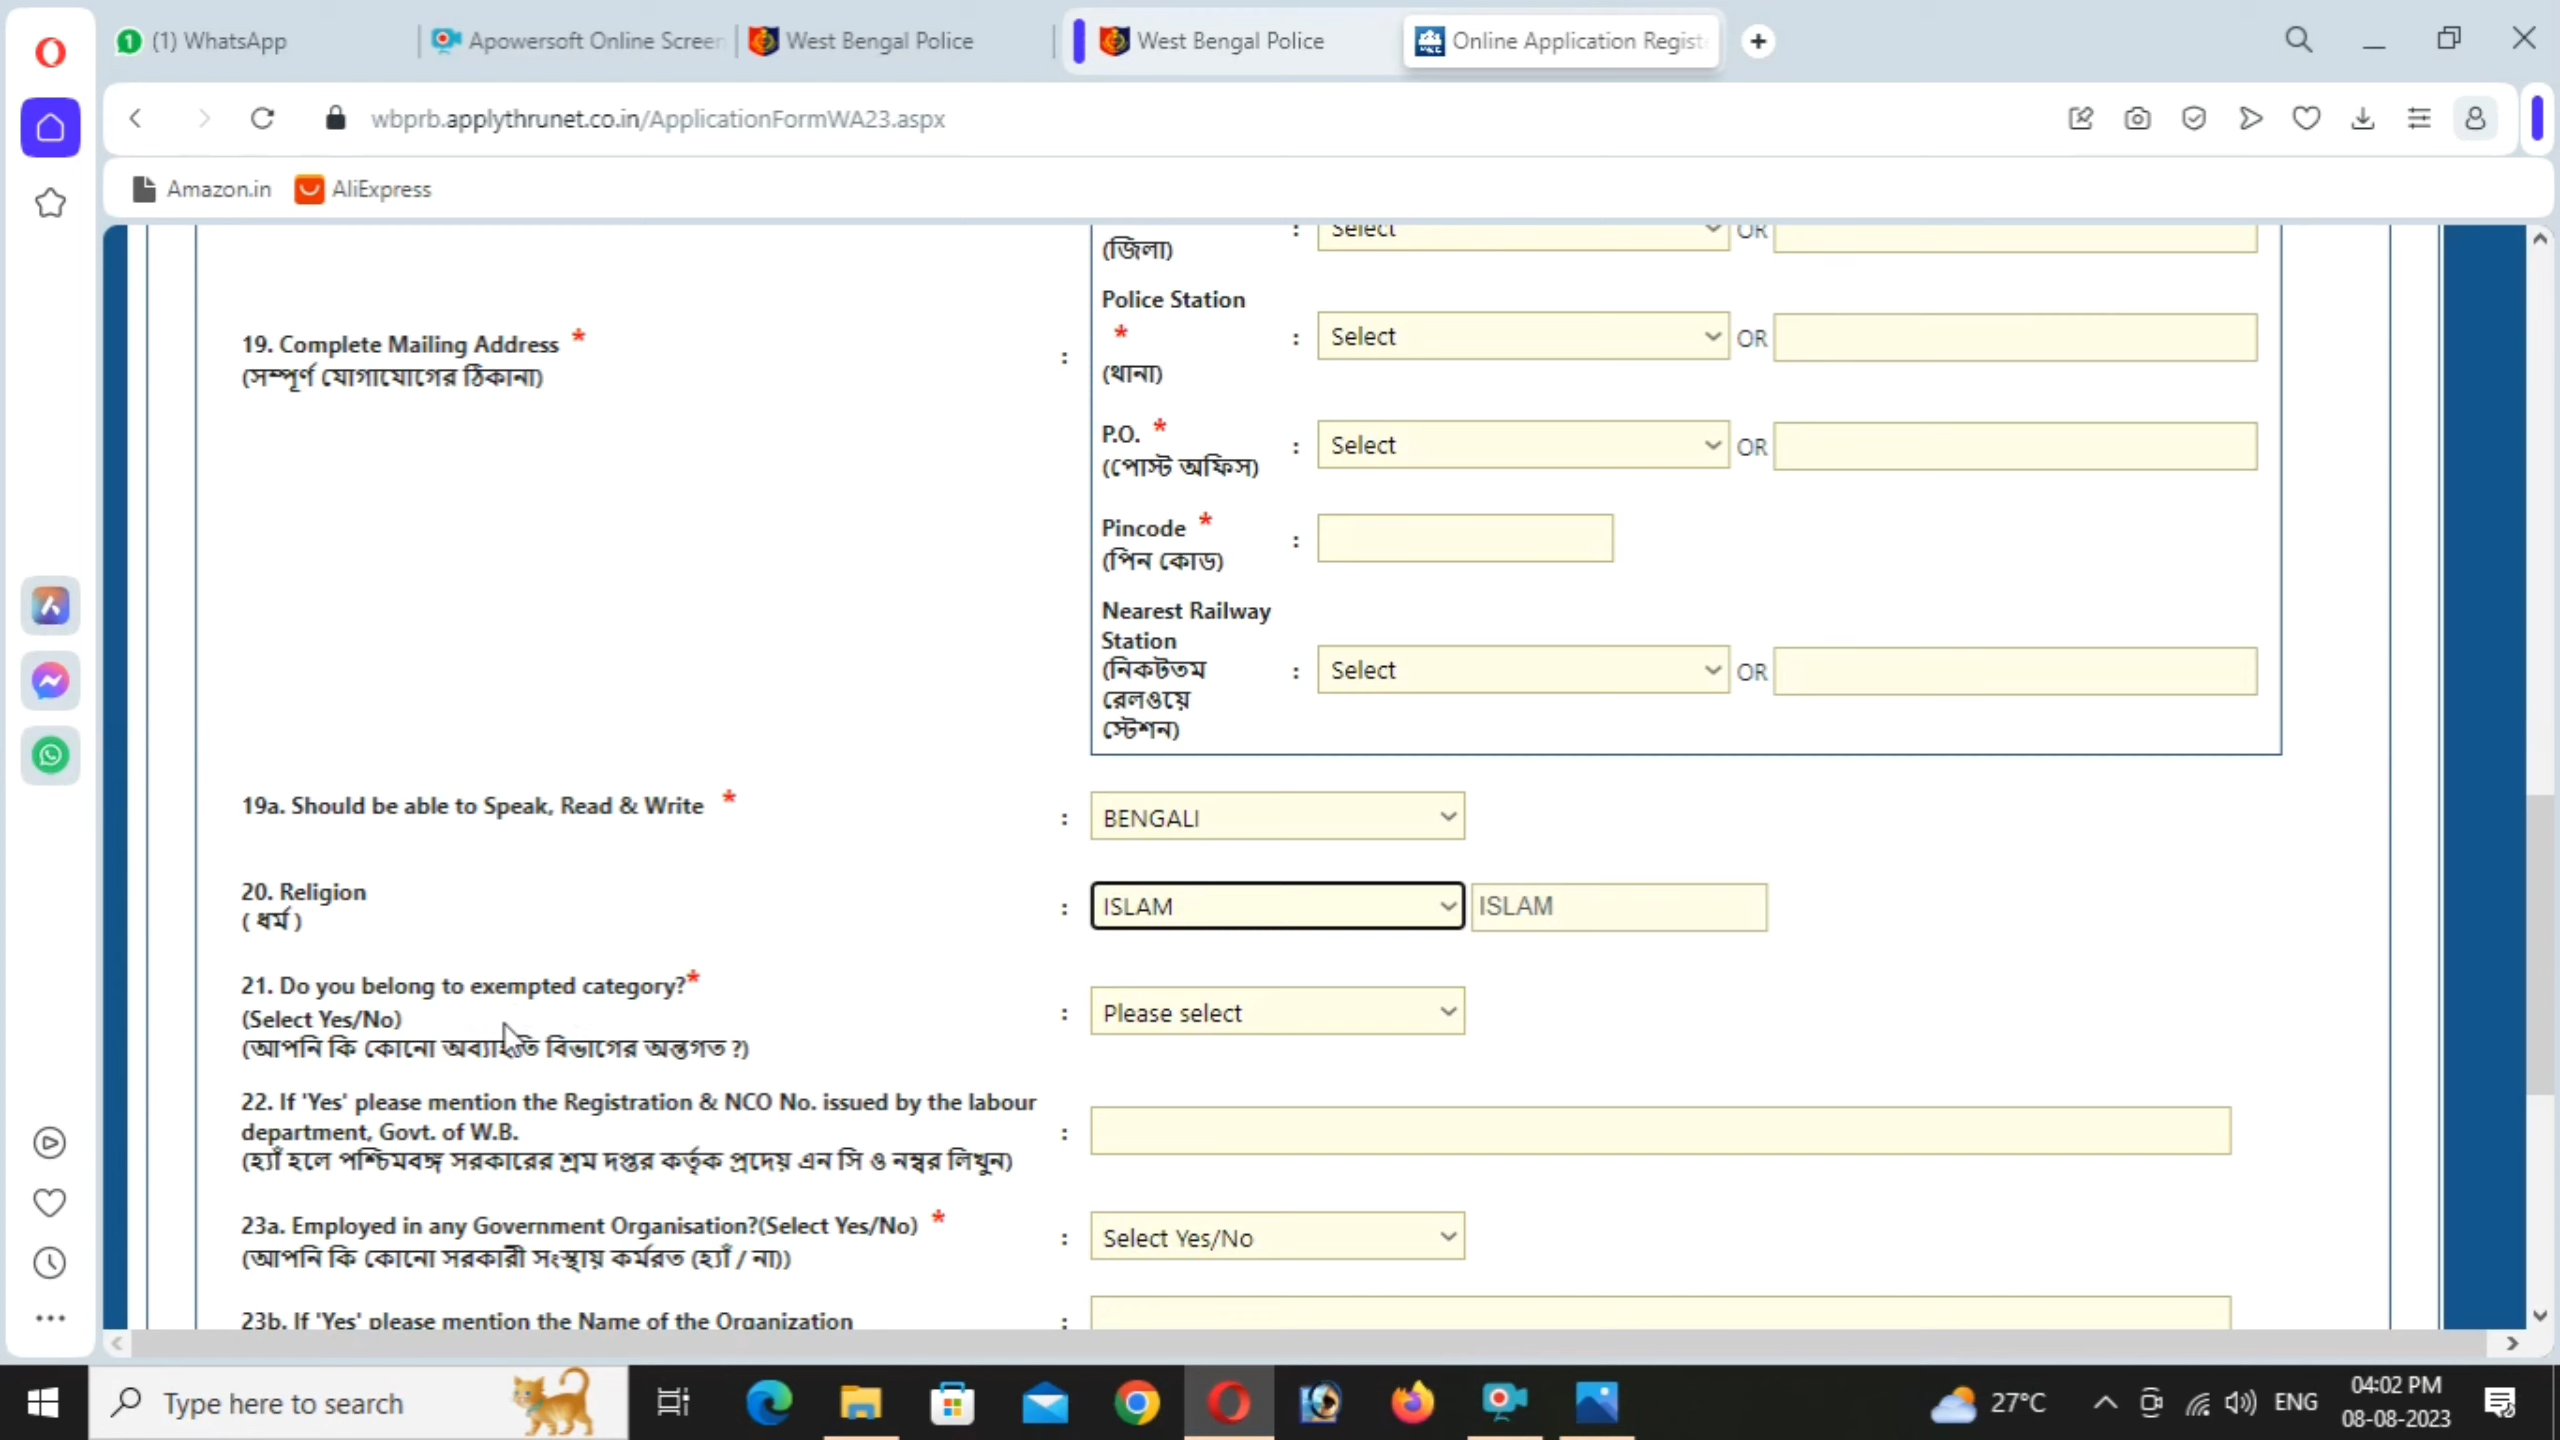 (1) WhatsApp
Apowersoft Online Screen
West Bengal Police
West Bengal Police
Online Application Regist
wbprb.applythrunet.co.in/ApplicationFormWA23.aspx
Amazon.in
AliExpress
: Select OR
(জিলা)
Police Station
*
(থানা)
: Select OR
19. Complete Mailing Address *
(সম্পূর্ণ যোগাযোগের ঠিকানা)
:
P.O. *
(পোস্ট অফিস)
: Select OR
Pincode *
(পিন কোড)
:
Nearest Railway
Station
(নিকটতম
রেলওয়ে
স্টেশন)
: Select OR
19a. Should be able to Speak, Read & Write * : BENGALI
20. Religion
( ধর্ম )
: ISLAM ISLAM
21. Do you belong to exempted category?*
(Select Yes/No)
(আপনি কি কোনো অব্যাহতি বিভাগের অন্তগত ?)
: Please select
22. If 'Yes' please mention the Registration & NCO No. issued by the labour
department, Govt. of W.B.
(হ্যাঁ হলে পশ্চিমবঙ্গ সরকারের শ্রম দপ্তর কর্তৃক প্রদেয় এন সি ও নম্বর লিখুন)
:
23a. Employed in any Government Organisation?(Select Yes/No) *
(আপনি কি কোনো সরকারী সংস্থায় কর্মরত (হ্যাঁ / না))
: Select Yes/No
23b. If 'Yes' please mention the Name of the Organization :
Type here to search
27°C
ENG
04:02 PM
08-08-2023